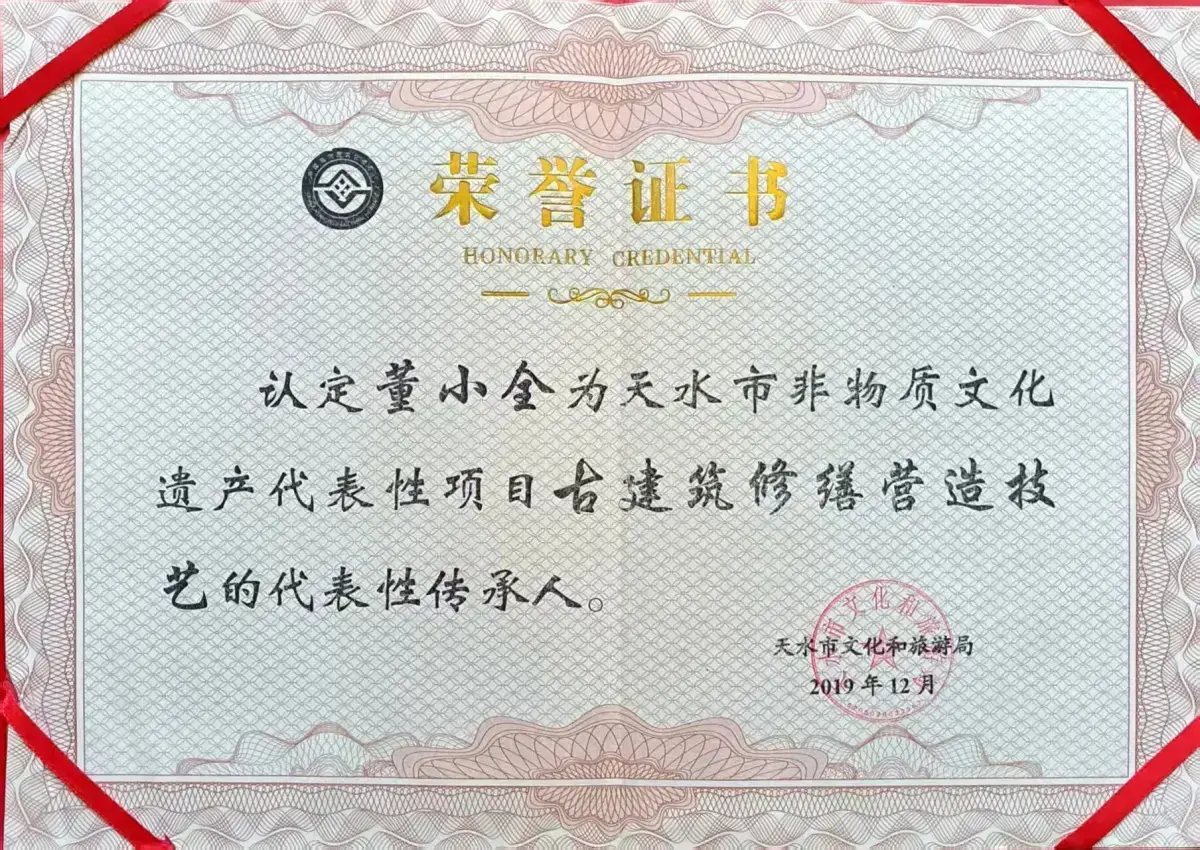 荣誉证书
HONORARY CREDENTIAL
认定董小全为天水市非物质文化
遗产代表性项目古建筑修缮营造技
艺的代表性传承人。
天水市文化和旅游局
2019年12月